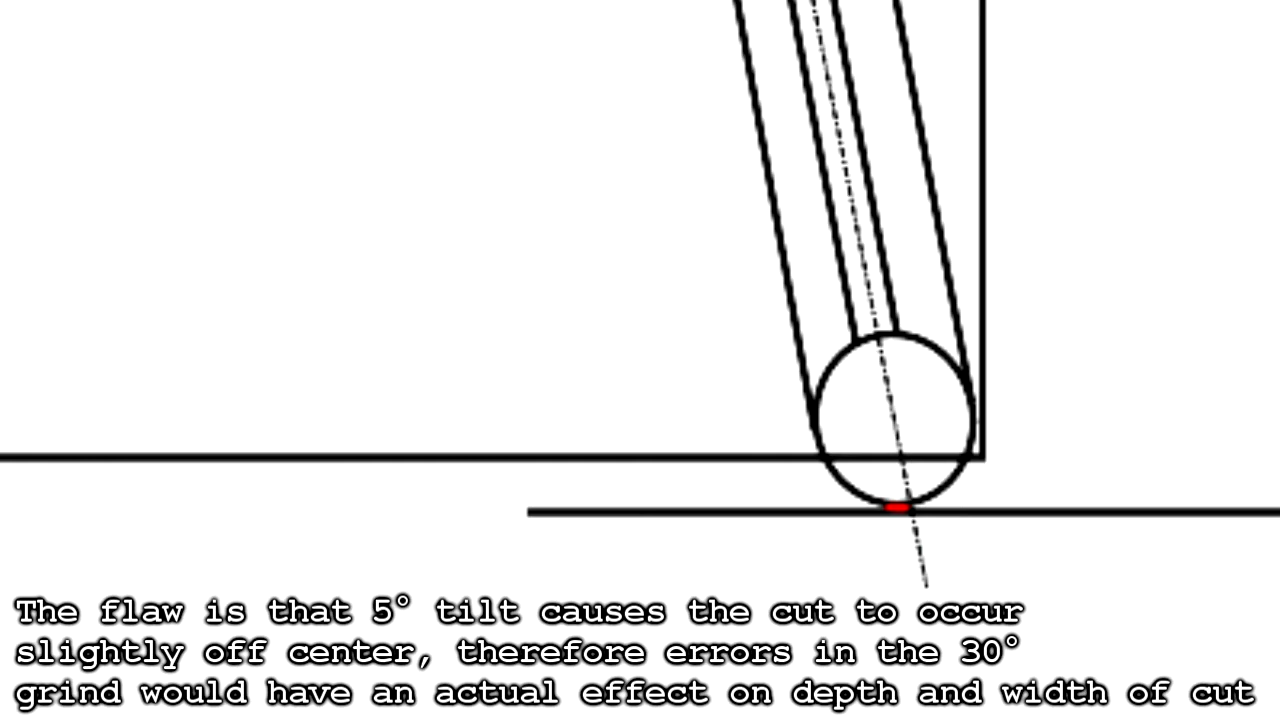 The flaw is that 5° tilt causes the cut to occur
slightly off center, therefore errors in the 30°
grind would have an actual effect on depth and width of cut